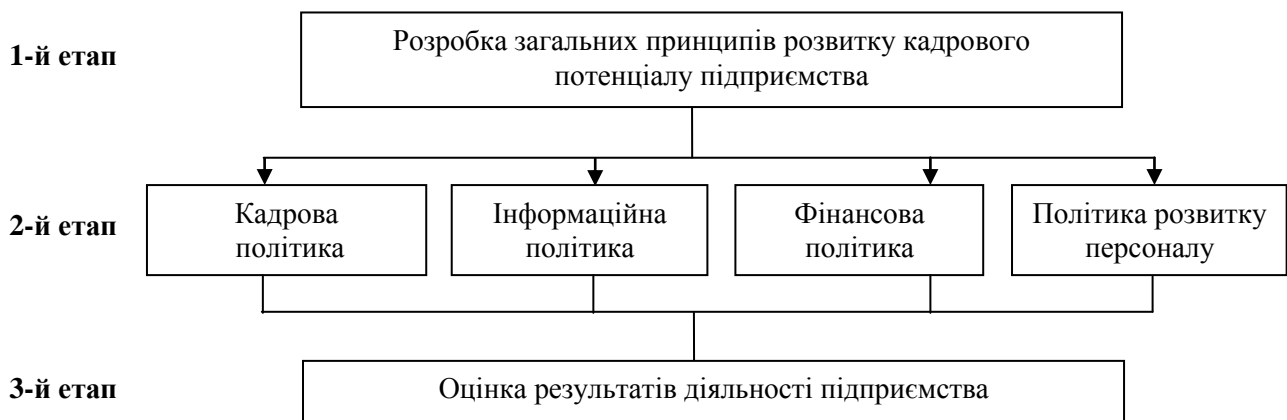 1-й етап
Розробка загальних принципів розвитку кадрового
потенціалу підприємства
2-й етап
Кадрова
політика
Інформаційна
політика
Фінансова
політика
Політика розвитку
персоналу
3-й етап
Оцінка результатів діяльності підприємства